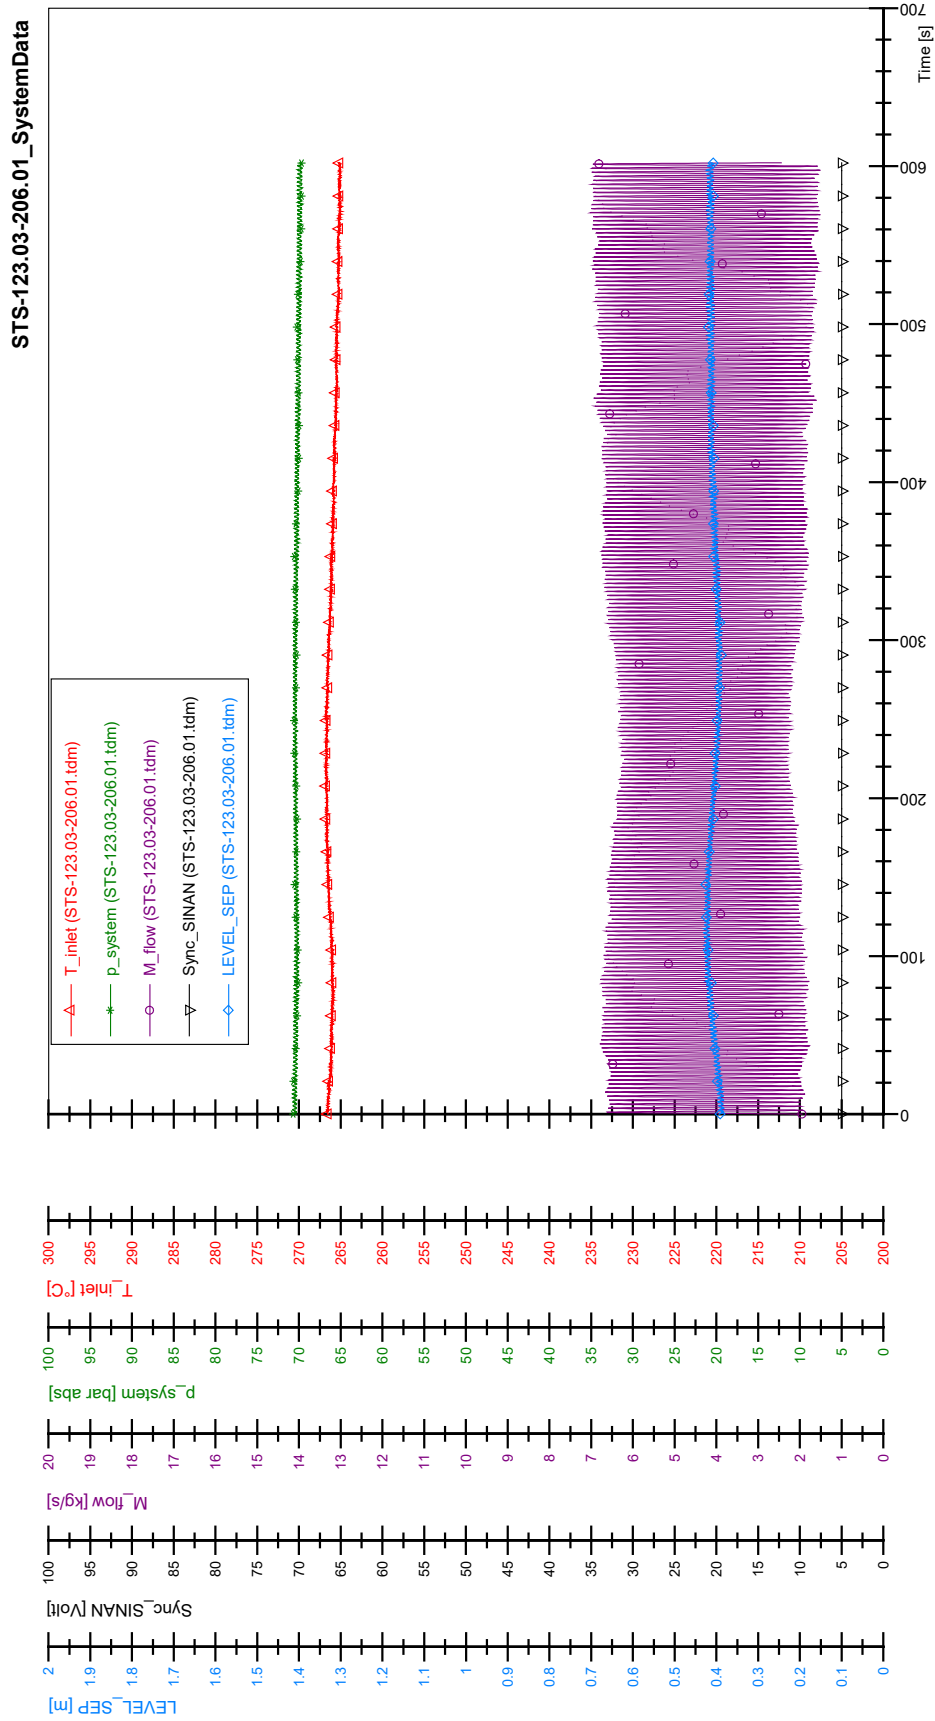 STS-123.03-206.01_SystemData
T_inlet (STS-123.03-206.01.tdm)
p_system (STS-123.03-206.01.tdm)
M_flow (STS-123.03-206.01.tdm)
Sync_SINAN (STS-123.03-206.01.tdm)
LEVEL_SEP (STS-123.03-206.01.tdm)
LEVEL_SEP [m]
2 1.9 1.8 1.7 1.6 1.5 1.4 1.3 1.2 1.1 1 0.9 0.8 0.7 0.6 0.5 0.4 0.3 0.2 0.1 0
Sync_SINAN [Volt]
100 95 90 85 80 75 70 65 60 55 50 45 40 35 30 25 20 15 10 5 0
M_flow [kg/s]
20 19 18 17 16 15 14 13 12 11 10 9 8 7 6 5 4 3 2 1 0
p_system [bar abs]
100 95 90 85 80 75 70 65 60 55 50 45 40 35 30 25 20 15 10 5 0
T_inlet [°C]
300 295 290 285 280 275 270 265 260 255 250 245 240 235 230 225 220 215 210 205 200
0 100 200 300 400 500 600 700
Time [s]